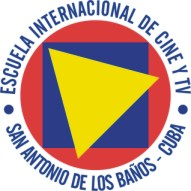 ESCUELA INTERNACIONAL DE CINE Y TV
SAN ANTONIO DE LOS BAÑOS - CUBA